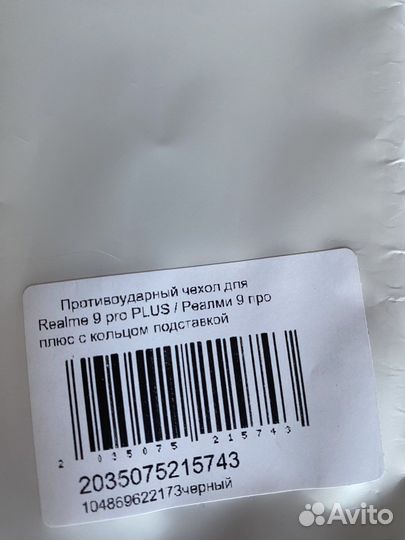 Противоударный чехол для
Realme 9 pro PLUS / Реалми 9 про
плюс с кольцом подставкой
2 035075 215743
2035075215743
104869622173черный
Avito